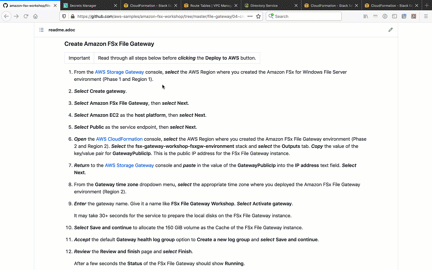 Secrets Manager
Directory Service
https://github.com/aws-samples/amazon-fsx-workshop/tree/master/file-gateway/04-
Search
readme.adoc
Create Amazon FSx File Gateway
Important Read through all steps below before clicking the Deploy to AWS button:
1. From the AWS Storage Gateway console, select the AWS Region where you created the Amazon FSx for Windows File Server
environment (Phase 1 and Region 1).
2. Select Create gateway.
3. Select Amazon FSx File Gateway, then select Next.
4. Select Amazon EC2 as the host platform, then select Next.
5. Select Public as the service endpoint, then select Next.
6. Open the AWS CloudFormation console, select the AWS Region where you created the Amazon FSx File Gateway environment (Phase
2 and Region 2). Select the fsx-gateway-workshop-fsxgw-environment stack and select the Outputs tab. Copy the value of the
key/value pair for GatewayPublicIp. This is the public IP address for the FSx File Gateway instance.
7. Return to the AWS Storage Gateway console and paste in the value of the GatewayPublicIp into the IP address text field. Select
Next.
8. From the Gateway time zone dropdown menu, select the appropriate time zone where you deployed the Amazon FSx File Gateway
environment (Region 2).
9. Enter the gateway name. Give it a name like FSx File Gateway Workshop. Select Activate gateway.
It may take 30+ seconds for the service to prepare the local disks on the FSx File Gateway instance.
10. Select Save and continue to allocate the 150 GiB volume as the Cache of the FSx File Gateway instance.
11. Accept the default Gateway health log group option to Create a new log group and select Save and continue.
12. Review the Review and finish page and select Finish.
After a few seconds the Status of the FSx File Gateway should show Running.